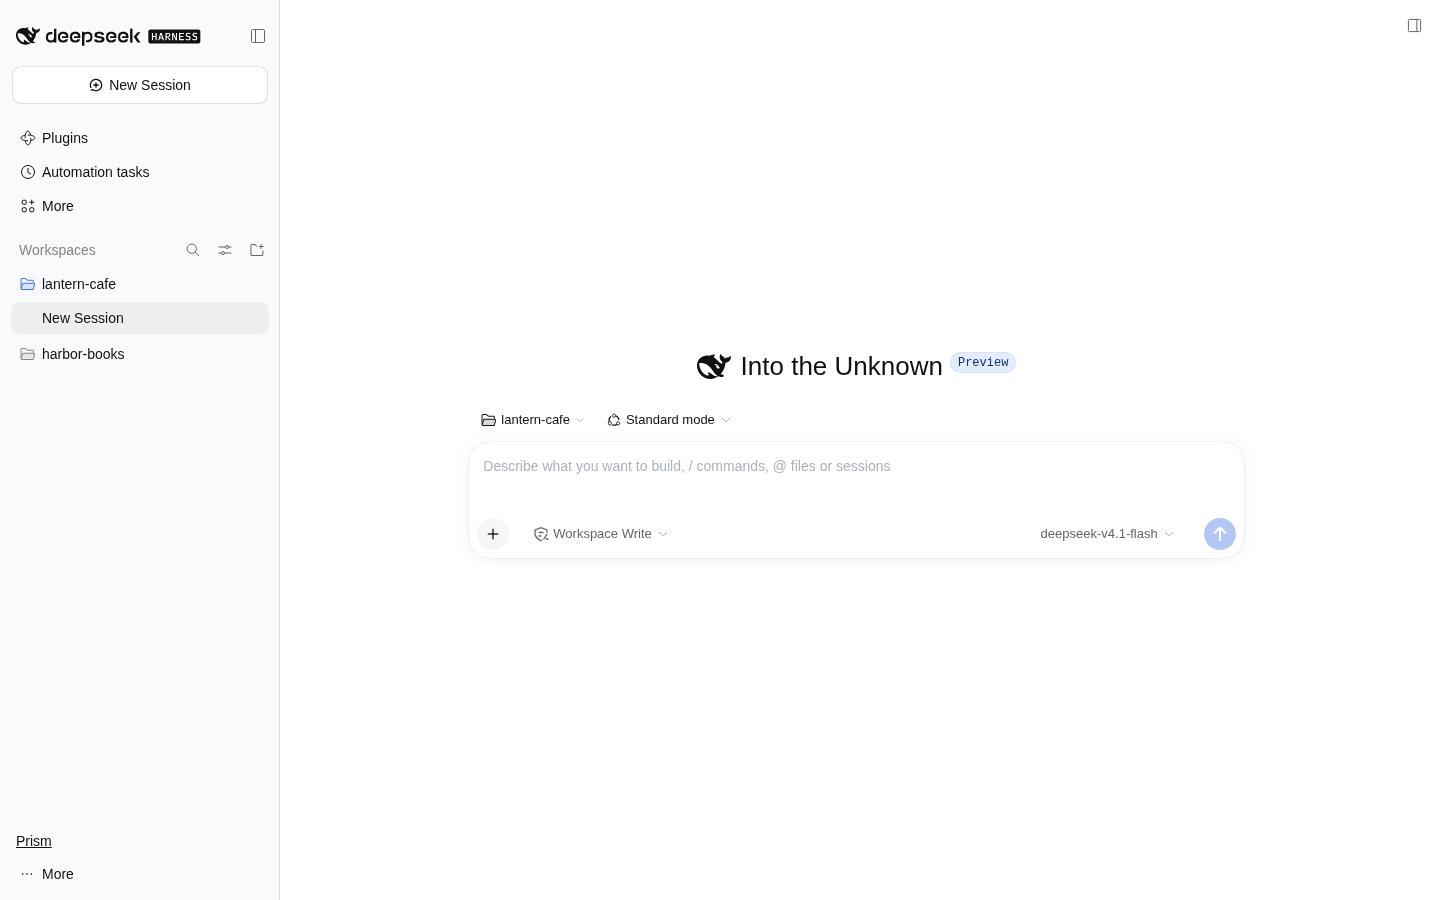 deepseek HARNESS
New Session
Plugins
Automation tasks
More
Workspaces
lantern-cafe
New Session
harbor-books
Prism
More
Into the Unknown Preview
lantern-cafe Standard mode
Describe what you want to build, / commands, @ files or sessions
Workspace Write deepseek-v4.1-flash